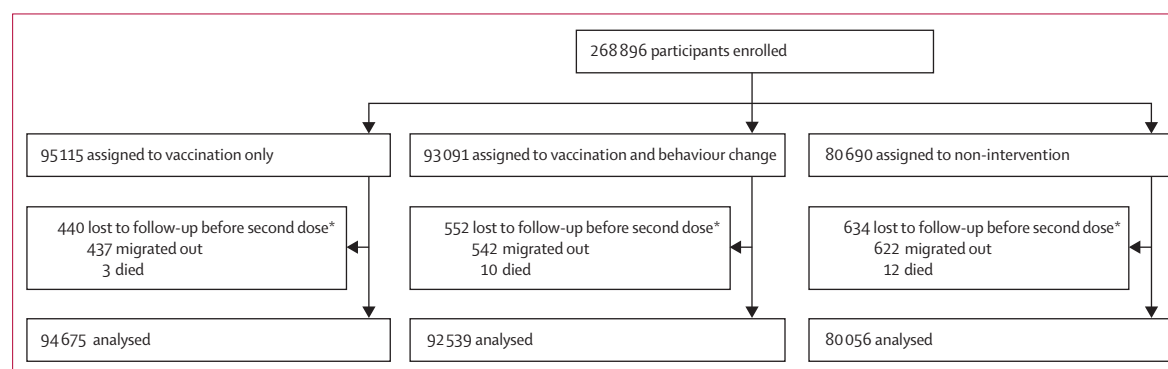 268 896 participants enrolled
95 115 assigned to vaccination only
93 091 assigned to vaccination and behaviour change
80 690 assigned to non-intervention
440 lost to follow-up before second dose*
437 migrated out
3 died
552 lost to follow-up before second dose*
542 migrated out
10 died
634 lost to follow-up before second dose*
622 migrated out
12 died
94 675 analysed
92 539 analysed
80 056 analysed